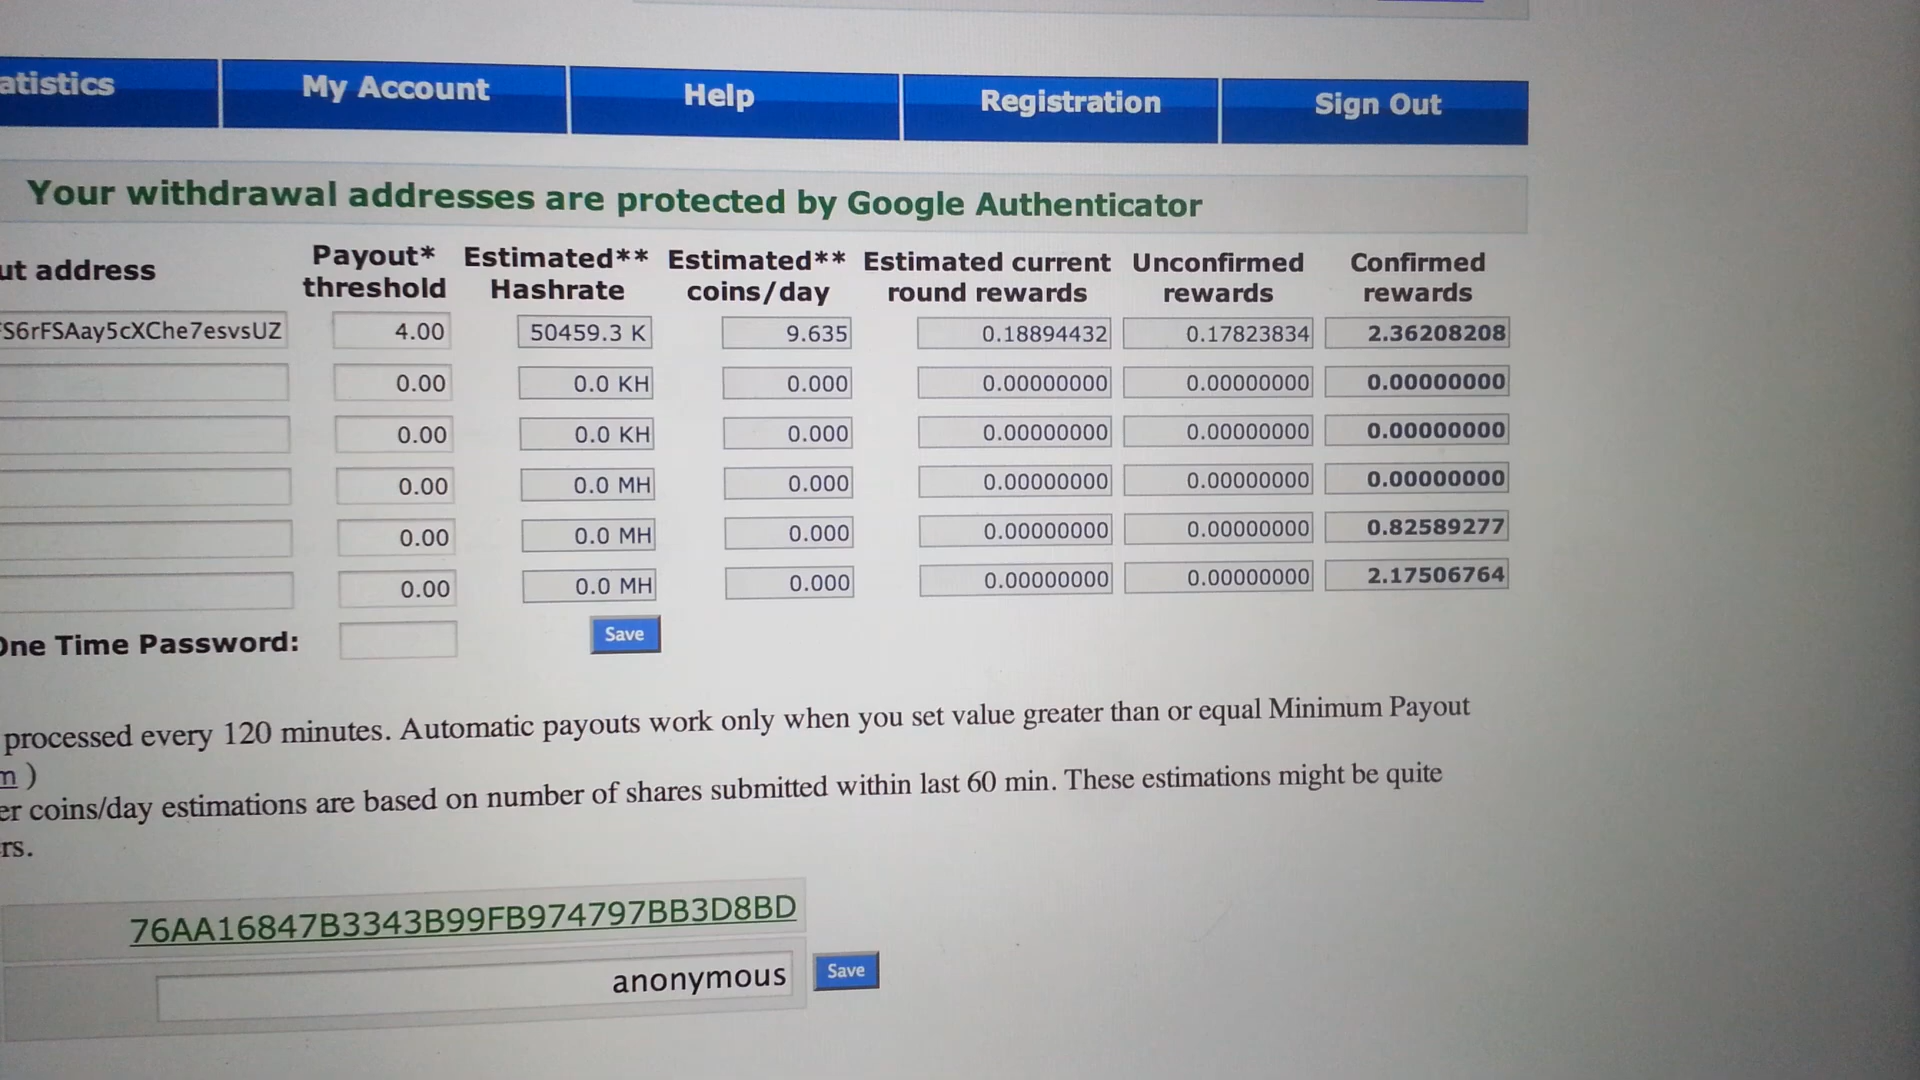 atistics My Account Help Registration Sign Out
Your withdrawal addresses are protected by Google Authenticator
ut address Payout* threshold Estimated** Hashrate Estimated** coins/day Estimated current round rewards Unconfirmed rewards Confirmed rewards
S6rFSAay5cXChe7esvsUZ 4.00 50459.3 K 9.635 0.18894432 0.17823834 2.36208208
0.00 0.0 KH 0.000 0.00000000 0.00000000 0.00000000
0.00 0.0 KH 0.000 0.00000000 0.00000000 0.00000000
0.00 0.0 MH 0.000 0.00000000 0.00000000 0.00000000
0.00 0.0 MH 0.000 0.00000000 0.00000000 0.82589277
0.00 0.0 MH 0.000 0.00000000 0.00000000 2.17506764
One Time Password: Save
processed every 120 minutes. Automatic payouts work only when you set value greater than or equal Minimum Payout
m )
er coins/day estimations are based on number of shares submitted within last 60 min. These estimations might be quite
rs.
76AA16847B3343B99FB974797BB3D8BD
anonymous Save